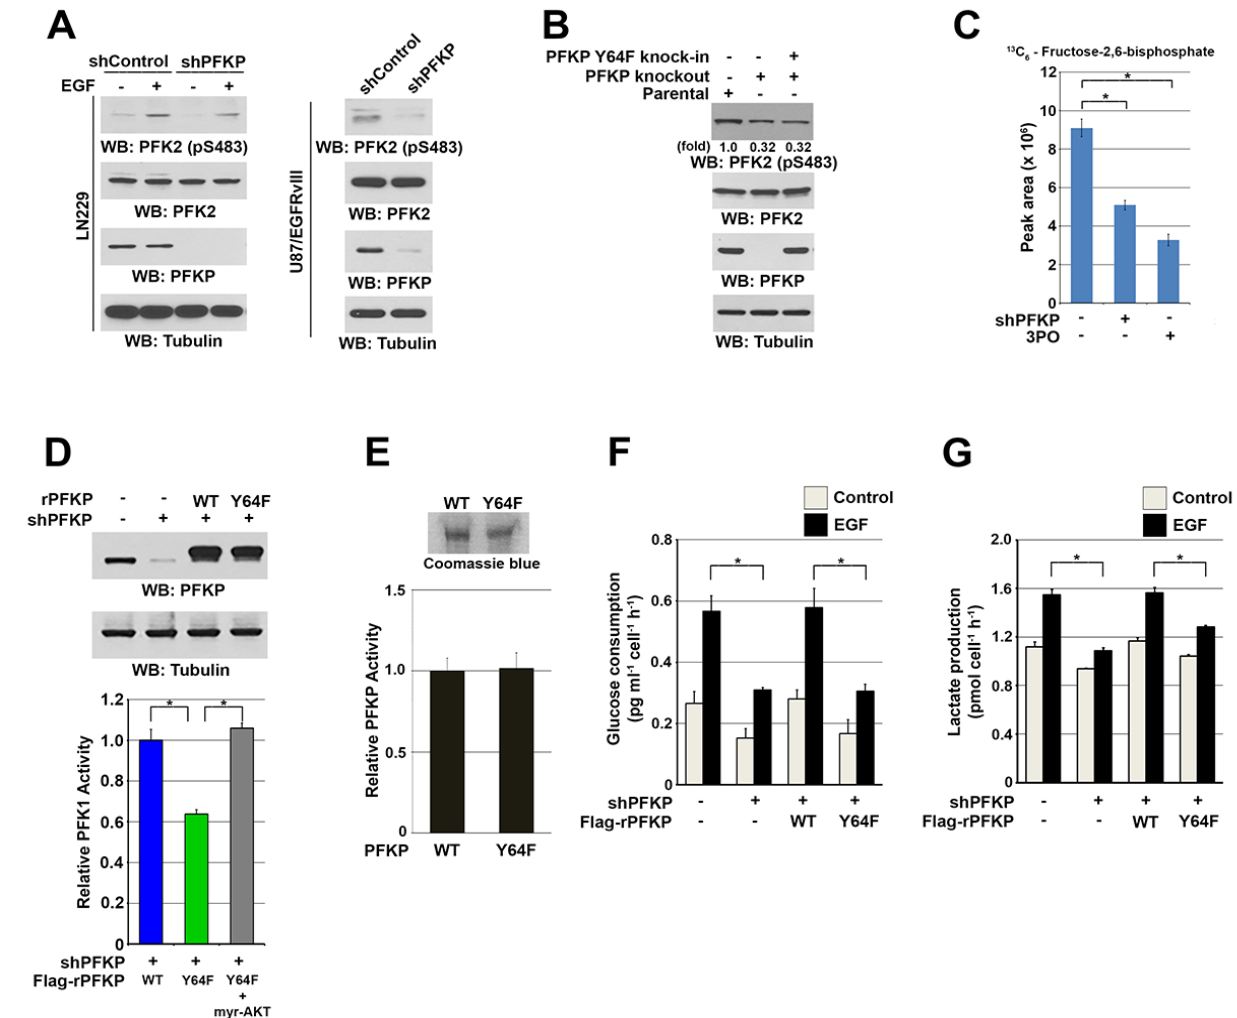 A
shControl shPFKP
EGF - + - +
LN229
WB: PFK2 (pS483)
WB: PFK2
WB: PFKP
WB: Tubulin
shControl
shPFKP
U87/EGFRvIII
WB: PFK2 (pS483)
WB: PFK2
WB: PFKP
WB: Tubulin
B
PFKP Y64F knock-in - - +
PFKP knockout - + +
Parental + - -
(fold) 1.0 0.32 0.32
WB: PFK2 (pS483)
WB: PFK2
WB: PFKP
WB: Tubulin
C
¹³C₆ - Fructose-2,6-bisphosphate
Peak area (x 10⁶)
12
10
8
6
4
2
0
*
*
shPFKP - + -
3PO - - +
D
rPFKP - - WT Y64F
shPFKP - + + +
WB: PFKP
WB: Tubulin
Relative PFK1 Activity
1.2
1.0
0.8
0.6
0.4
0.2
0
* *
shPFKP + + +
Flag-rPFKP WT Y64F Y64F
+
myr-AKT
E
WT Y64F
Coomassie blue
Relative PFKP Activity
1.5
1.0
0.5
0
PFKP WT Y64F
F
Control
EGF
Glucose consumption
(pg ml⁻¹ cell⁻¹ h⁻¹)
0.8
0.6
0.4
0.2
0
* *
shPFKP - + + +
Flag-rPFKP - - WT Y64F
G
Control
EGF
Lactate production
(pmol cell⁻¹ h⁻¹)
2.0
1.6
1.2
0.8
0.4
0
* *
shPFKP - + + +
Flag-rPFKP - - WT Y64F